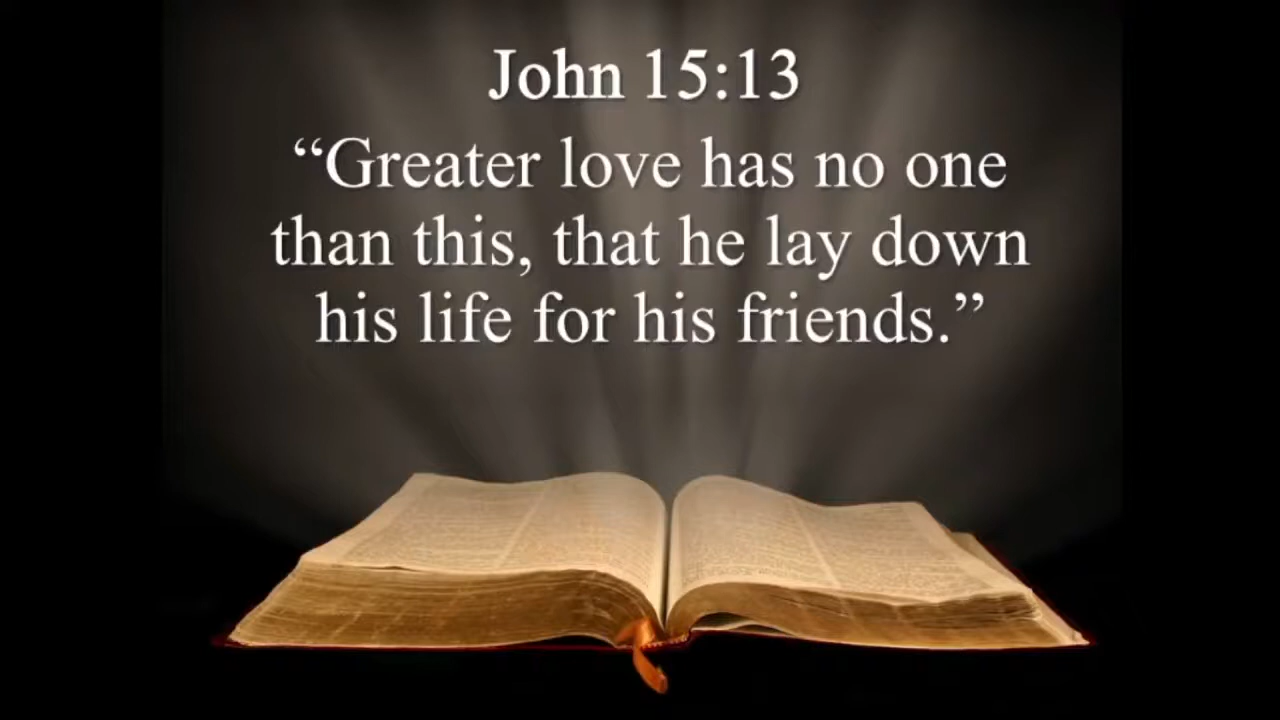 John 15:13
“Greater love has no one
than this, that he lay down
his life for his friends.”